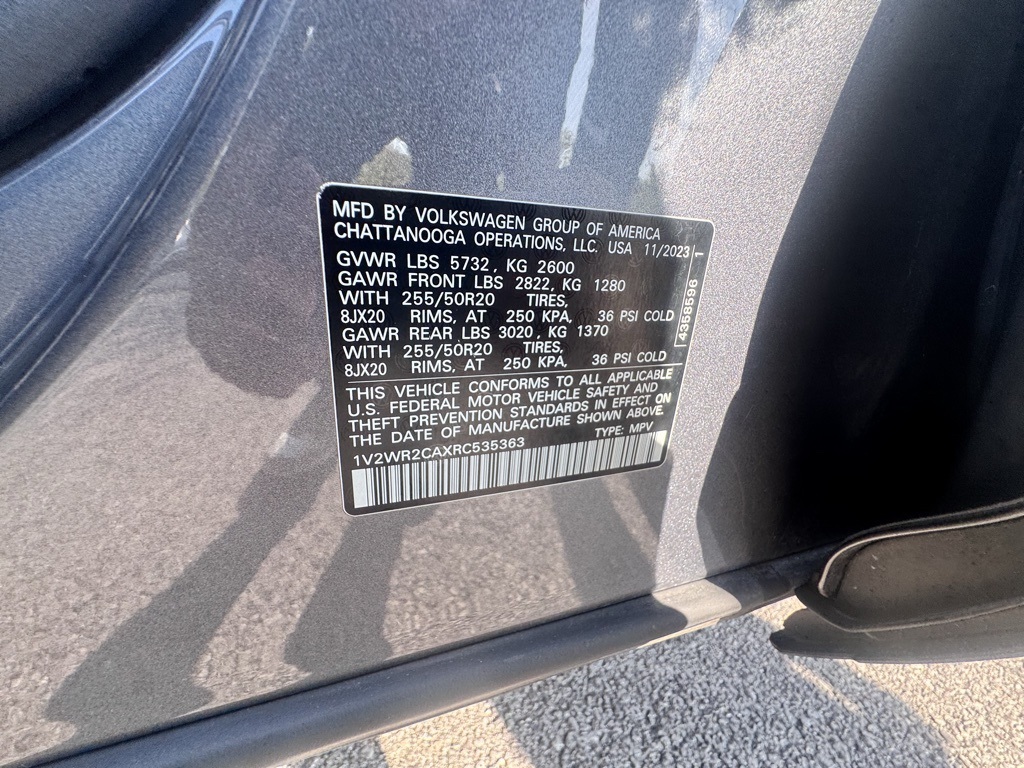 MFD BY VOLKSWAGEN GROUP OF AMERICA
CHATTANOOGA OPERATIONS, LLC. USA 11/2023
GVWR LBS 5732, KG 2600
GAWR FRONT LBS 2822, KG 1280
WITH 255/50R20 TIRES,
8JX20 RIMS, AT 250 KPA, 36 PSI COLD
GAWR REAR LBS 3020, KG 1370
WITH 255/50R20 TIRES,
8JX20 RIMS, AT 250 KPA, 36 PSI COLD
THIS VEHICLE CONFORMS TO ALL APPLICABLE
U.S. FEDERAL MOTOR VEHICLE SAFETY AND
THEFT PREVENTION STANDARDS IN EFFECT ON
THE DATE OF MANUFACTURE SHOWN ABOVE.
1V2WR2CAXRC535363 TYPE: MPV
4358596 1